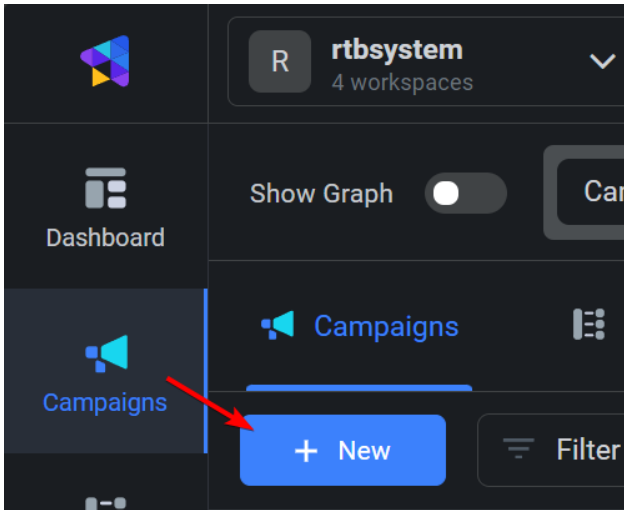 R
rtbsystem
4 workspaces
Dashboard
Show Graph
Campaigns
Campaigns
+ New
Filter